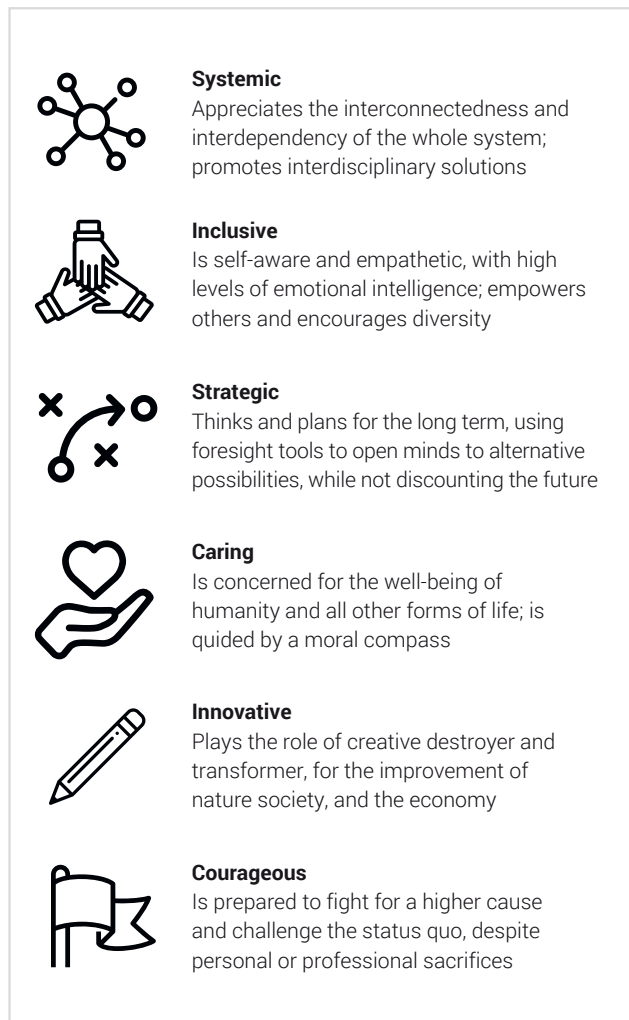 Systemic
Appreciates the interconnectedness and
interdependency of the whole system;
promotes interdisciplinary solutions
Inclusive
Is self-aware and empathetic, with high
levels of emotional intelligence; empowers
others and encourages diversity
Strategic
Thinks and plans for the long term, using
foresight tools to open minds to alternative
possibilities, while not discounting the future
Caring
Is concerned for the well-being of
humanity and all other forms of life; is
quided by a moral compass
Innovative
Plays the role of creative destroyer and
transformer, for the improvement of
nature society, and the economy
Courageous
Is prepared to fight for a higher cause
and challenge the status quo, despite
personal or professional sacrifices